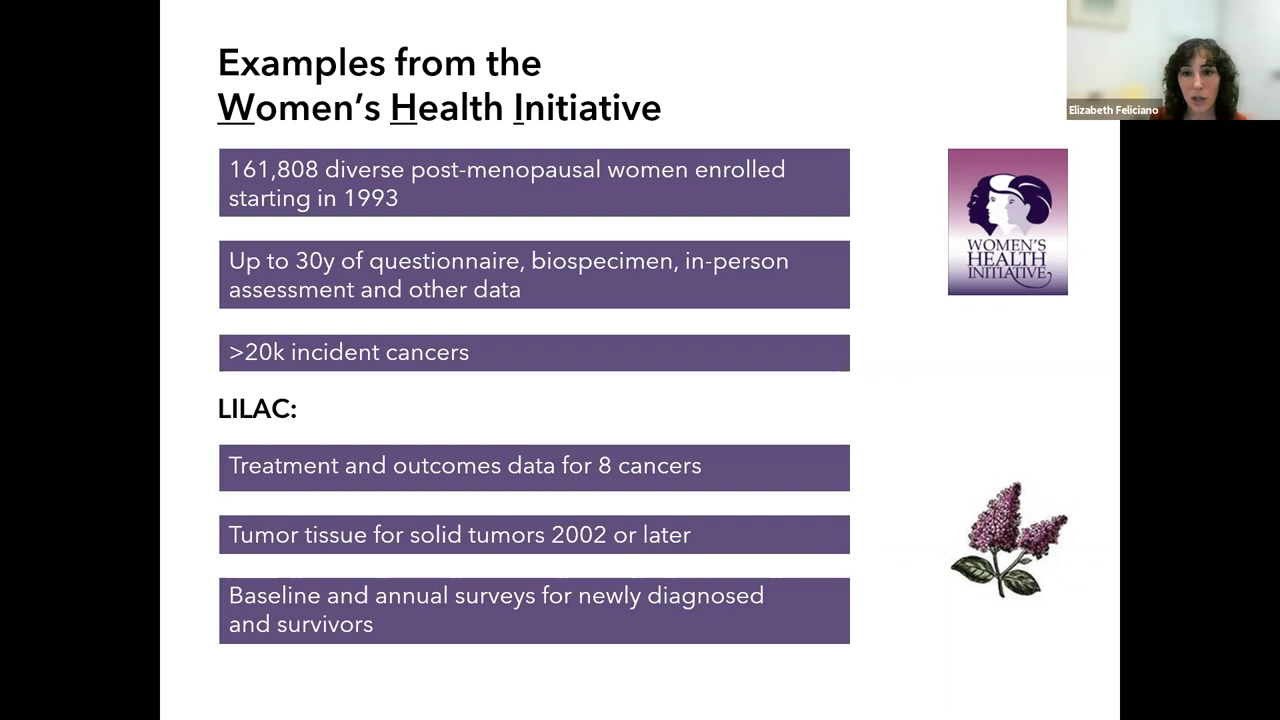 Examples from the
Women's Health Initiative
Elizabeth Feliciano
161,808 diverse post-menopausal women enrolled
starting in 1993
WOMEN'S
HEALTH
INITIATIVE
Up to 30y of questionnaire, biospecimen, in-person
assessment and other data
>20k incident cancers
LILAC:
Treatment and outcomes data for 8 cancers
Tumor tissue for solid tumors 2002 or later
Baseline and annual surveys for newly diagnosed
and survivors